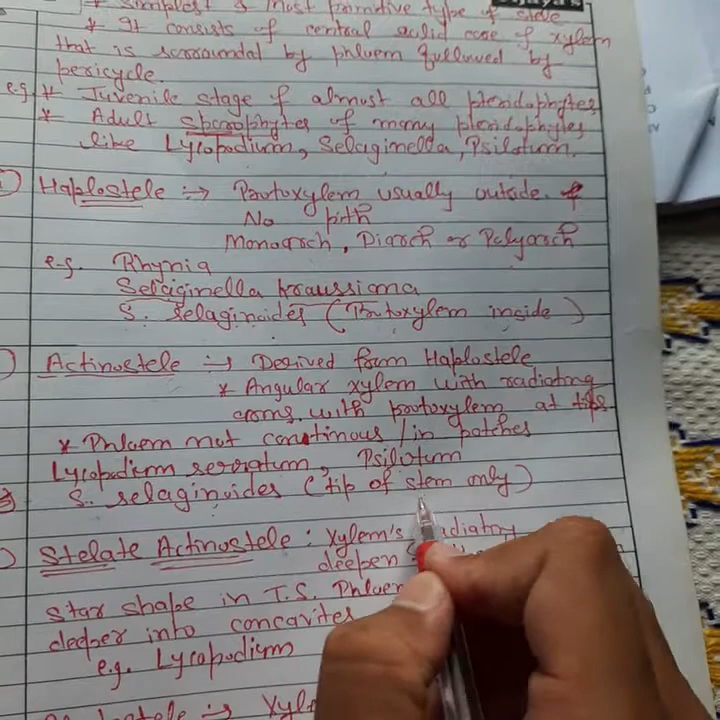 Simplest & most primitive type of stele
* It consists of central solid core of xylem
that is sorroundal by phloem followed by
pericycle.
e.g. * Juvenile stage of almost all pteridophytes
* Adult sporophytes of many pteridophytes
like Lycopodium, Selaginella, Psilotum.
Haplostele :→ Protoxylem usually outside.
No pith
Monarch, Diarch or Polyarch
e.g. Rhynia
Selaginella kraussiana
S. selaginoides (Protoxylem inside)
Actinostele :→ Derived form Haplostele
* Angular xylem with radiating
arms with protoxylem at tips
* Phloem not continous / in patches
Lycopodium serratum, Psilotum
S. selaginoides (tip of stem only)
Stelate Actinostele : Xylem's
deeper
star shape in T.S. Phloem
deeper into concavites
e.g. Lycopodium